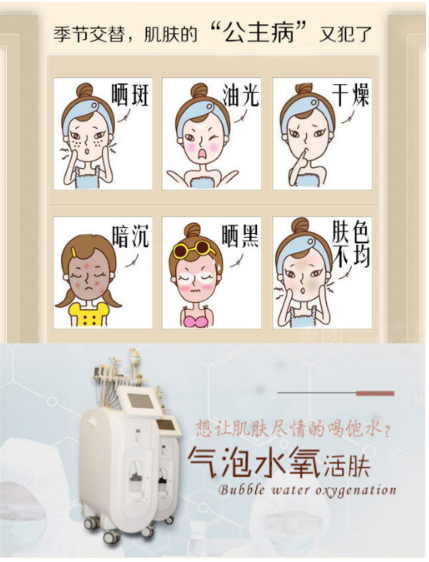 季节交替，肌肤的“公主病”又犯了
晒斑
油光
干燥
暗沉
晒黑
肤色不均
想让肌肤尽情的喝饱水？
气泡水氧活肤
Bubble water oxygenation